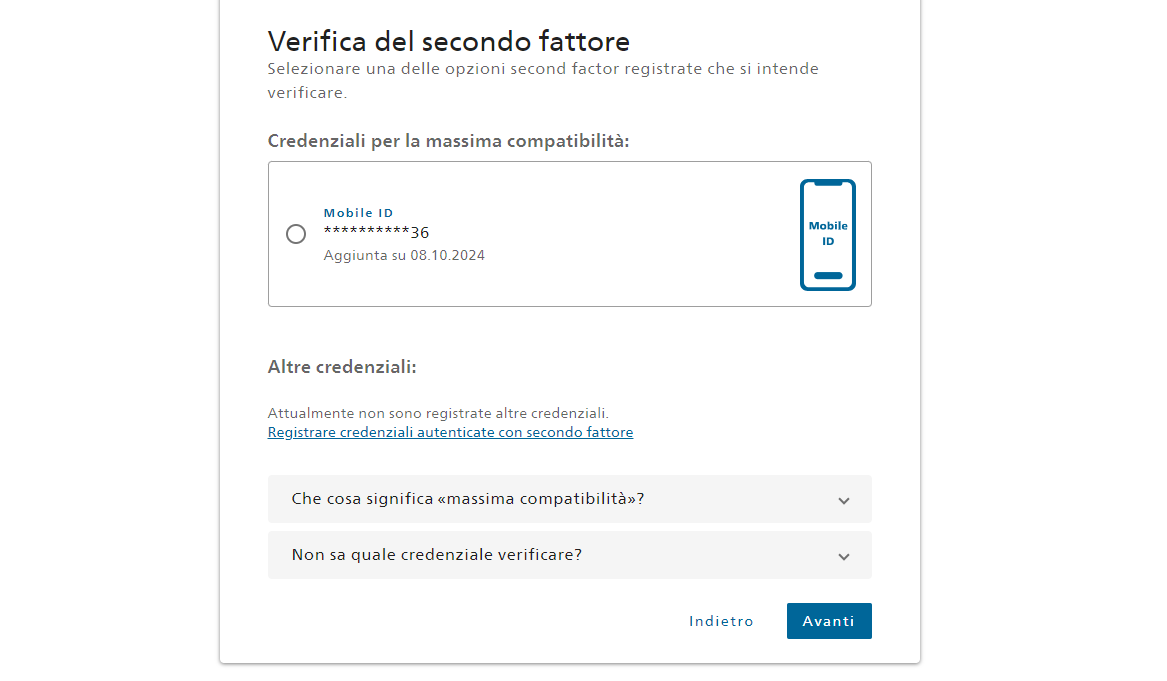 Verifica del secondo fattore
Selezionare una delle opzioni second factor registrate che si intende
verificare.
Credenziali per la massima compatibilità:
Mobile ID
**********36
Aggiunta su 08.10.2024
Mobile
ID
Altre credenziali:
Attualmente non sono registrate altre credenziali.
Registrare credenziali autenticate con secondo fattore
Che cosa significa «massima compatibilità»?
Non sa quale credenziale verificare?
Indietro
Avanti